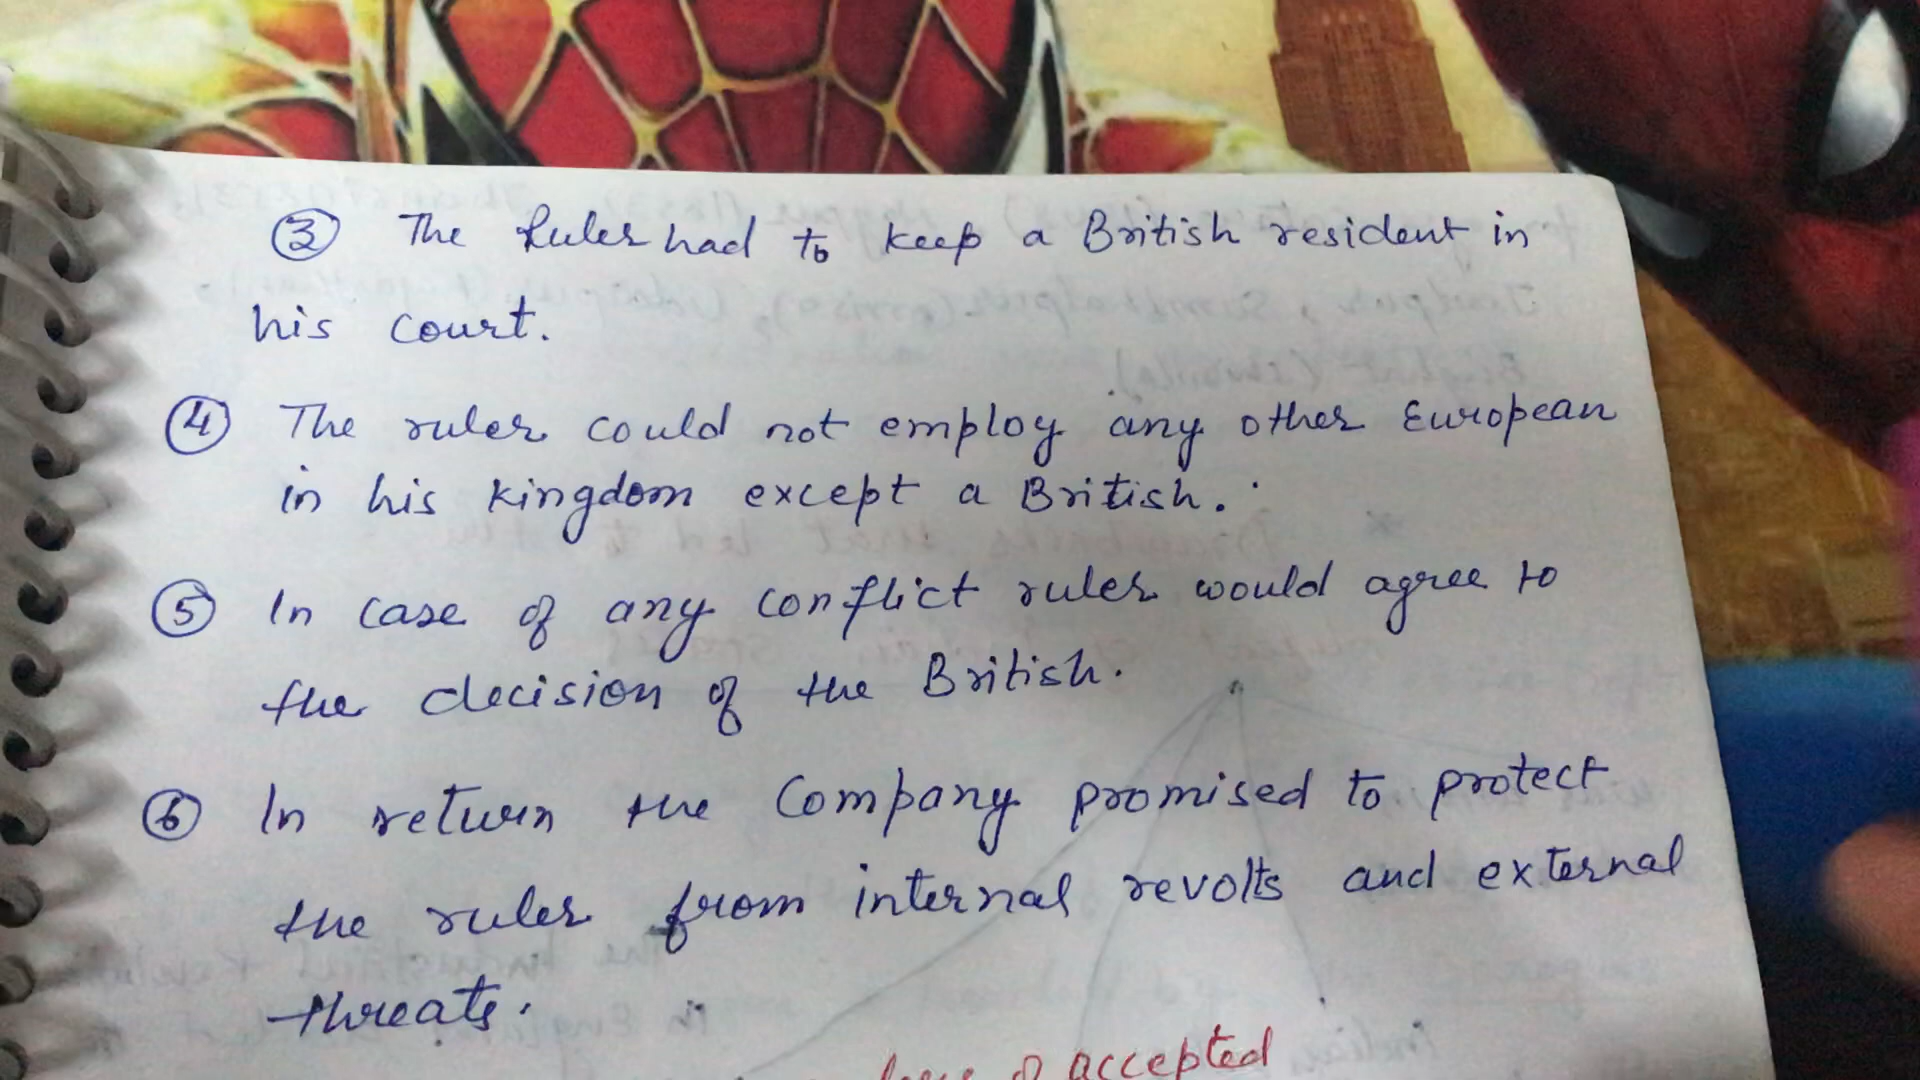 ③ The Ruler had to keep a British resident in
his court.
④ The ruler could not employ any other European
in his kingdom except a British.
⑤ In case of any conflict ruler would agree to
the decision of the British.
⑥ In return the Company promised to protect
the ruler from internal revolts and external
threats.
accepted